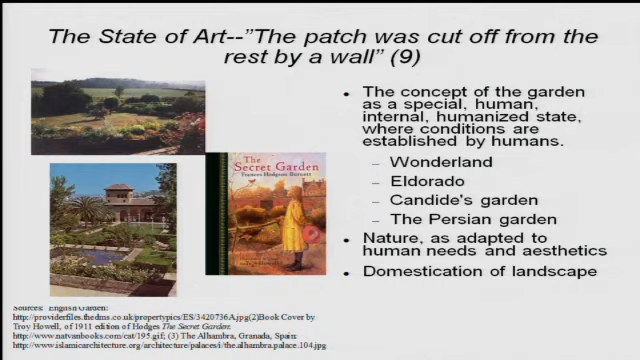 The State of Art--"The patch was cut off from the
rest by a wall" (9)
The concept of the garden
as a special, human,
internal, humanized state,
where conditions are
established by humans.
– Wonderland
– Eldorado
– Candide's garden
– The Persian garden
Nature, as adapted to
human needs and aesthetics
Domestication of landscape
The
Secret Garden
Frances Hodgson Burnett
Sources: English Garden:
http://providerfiles.thedms.co.uk/propertypics/ES/3420736A.jpg(2)Book Cover by
Troy Howell, of 1911 edition of Hodges The Secret Garden:
http://www.natvanbooks.com/cat/195.gif; (3) The Alhambra, Granada, Spain:
http://www.islamicarchitecture.org/architecture/palaces/i/the.alhambra.palace.104.jpg